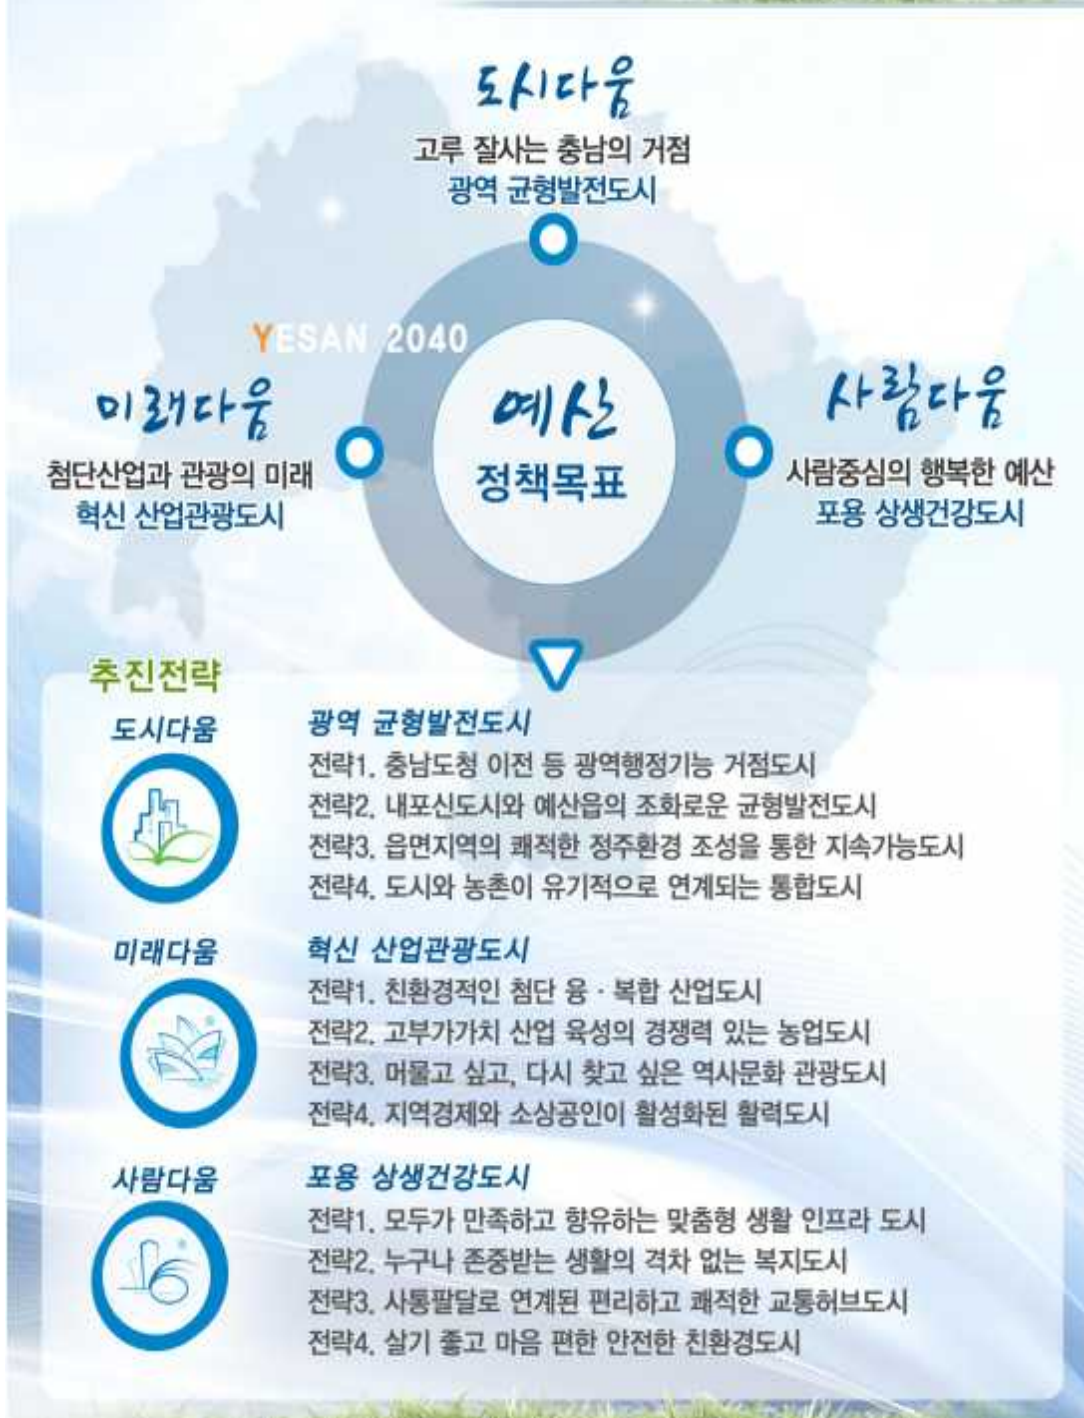 도시다움
고루 잘사는 충남의 거점
광역 균형발전도시
YESAN 2040
미래다움
첨단산업과 관광의 미래
혁신 산업관광도시
예산
정책목표
사람다움
사람중심의 행복한 예산
포용 상생건강도시
추진전략
도시다움
광역 균형발전도시
전략1. 충남도청 이전 등 광역행정기능 거점도시
전략2. 내포신도시와 예산읍의 조화로운 균형발전도시
전략3. 읍면지역의 쾌적한 정주환경 조성을 통한 지속가능도시
전략4. 도시와 농촌이 유기적으로 연계되는 통합도시
미래다움
혁신 산업관광도시
전략1. 친환경적인 첨단 융 · 복합 산업도시
전략2. 고부가가치 산업 육성의 경쟁력 있는 농업도시
전략3. 머물고 싶고, 다시 찾고 싶은 역사문화 관광도시
전략4. 지역경제와 소상공인이 활성화된 활력도시
사람다움
포용 상생건강도시
전략1. 모두가 만족하고 향유하는 맞춤형 생활 인프라 도시
전략2. 누구나 존중받는 생활의 격차 없는 복지도시
전략3. 사통팔달로 연계된 편리하고 쾌적한 교통허브도시
전략4. 살기 좋고 마음 편한 안전한 친환경도시